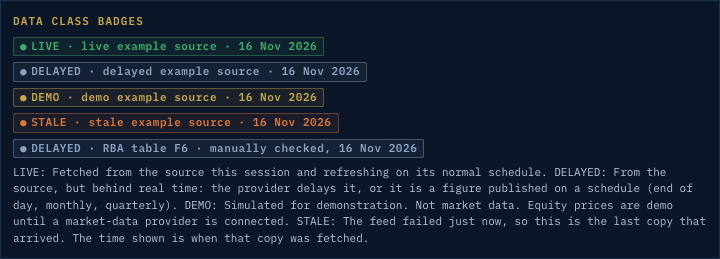 DATA CLASS BADGES
LIVE · live example source · 16 Nov 2026
DELAYED · delayed example source · 16 Nov 2026
DEMO · demo example source · 16 Nov 2026
STALE · stale example source · 16 Nov 2026
DELAYED · RBA table F6 · manually checked, 16 Nov 2026
LIVE: Fetched from the source this session and refreshing on its normal schedule. DELAYED: From the
source, but behind real time: the provider delays it, or it is a figure published on a schedule (end of
day, monthly, quarterly). DEMO: Simulated for demonstration. Not market data. Equity prices are demo
until a market-data provider is connected. STALE: The feed failed just now, so this is the last copy that
arrived. The time shown is when that copy was fetched.